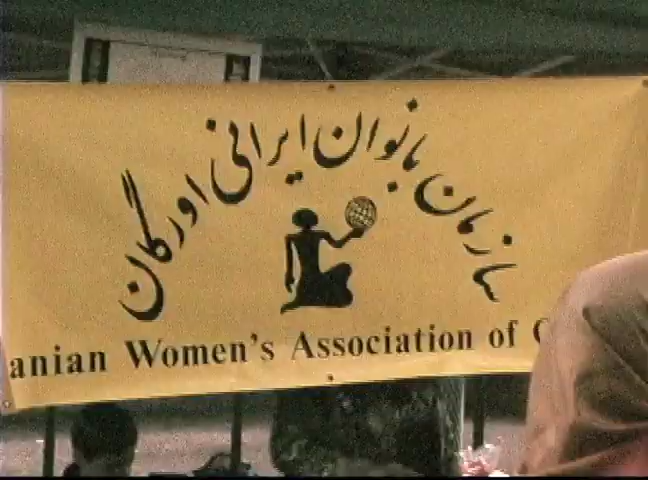 سازمان بانوان ایرانی اورگان
anian Women's Association of